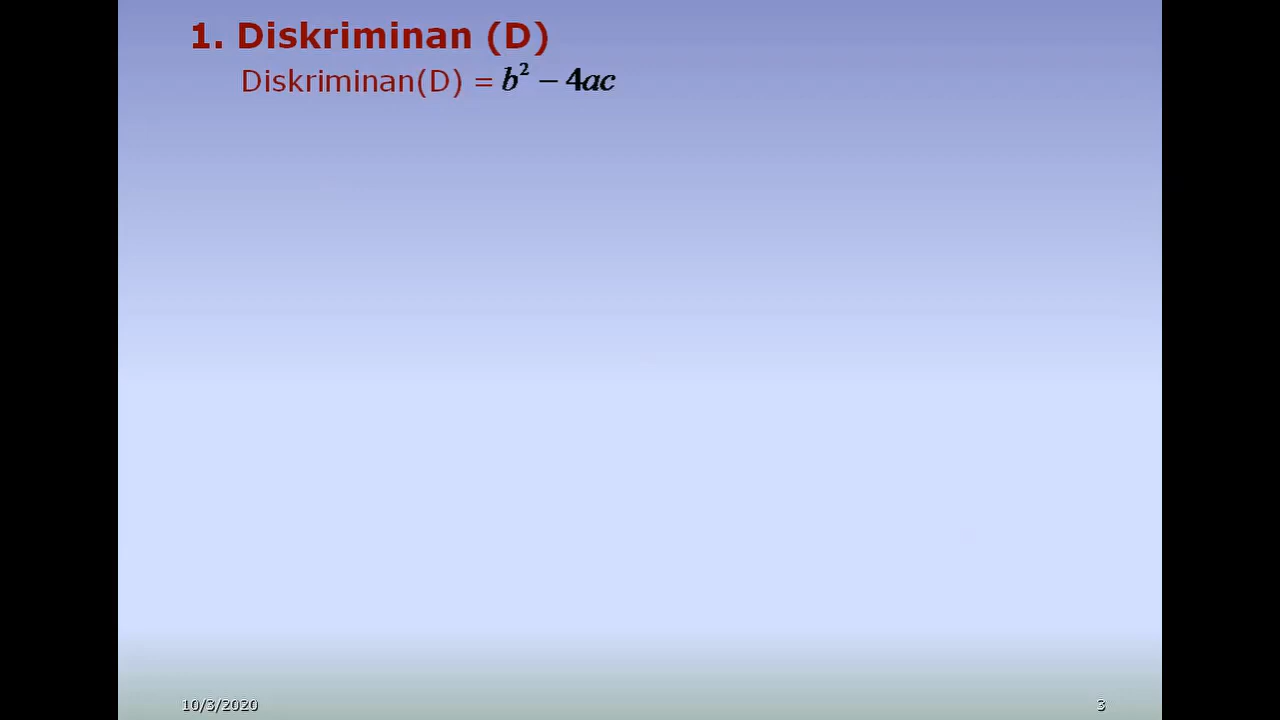 1. Diskriminan (D)
Diskriminan(D) = b² − 4ac
10/3/2020
3